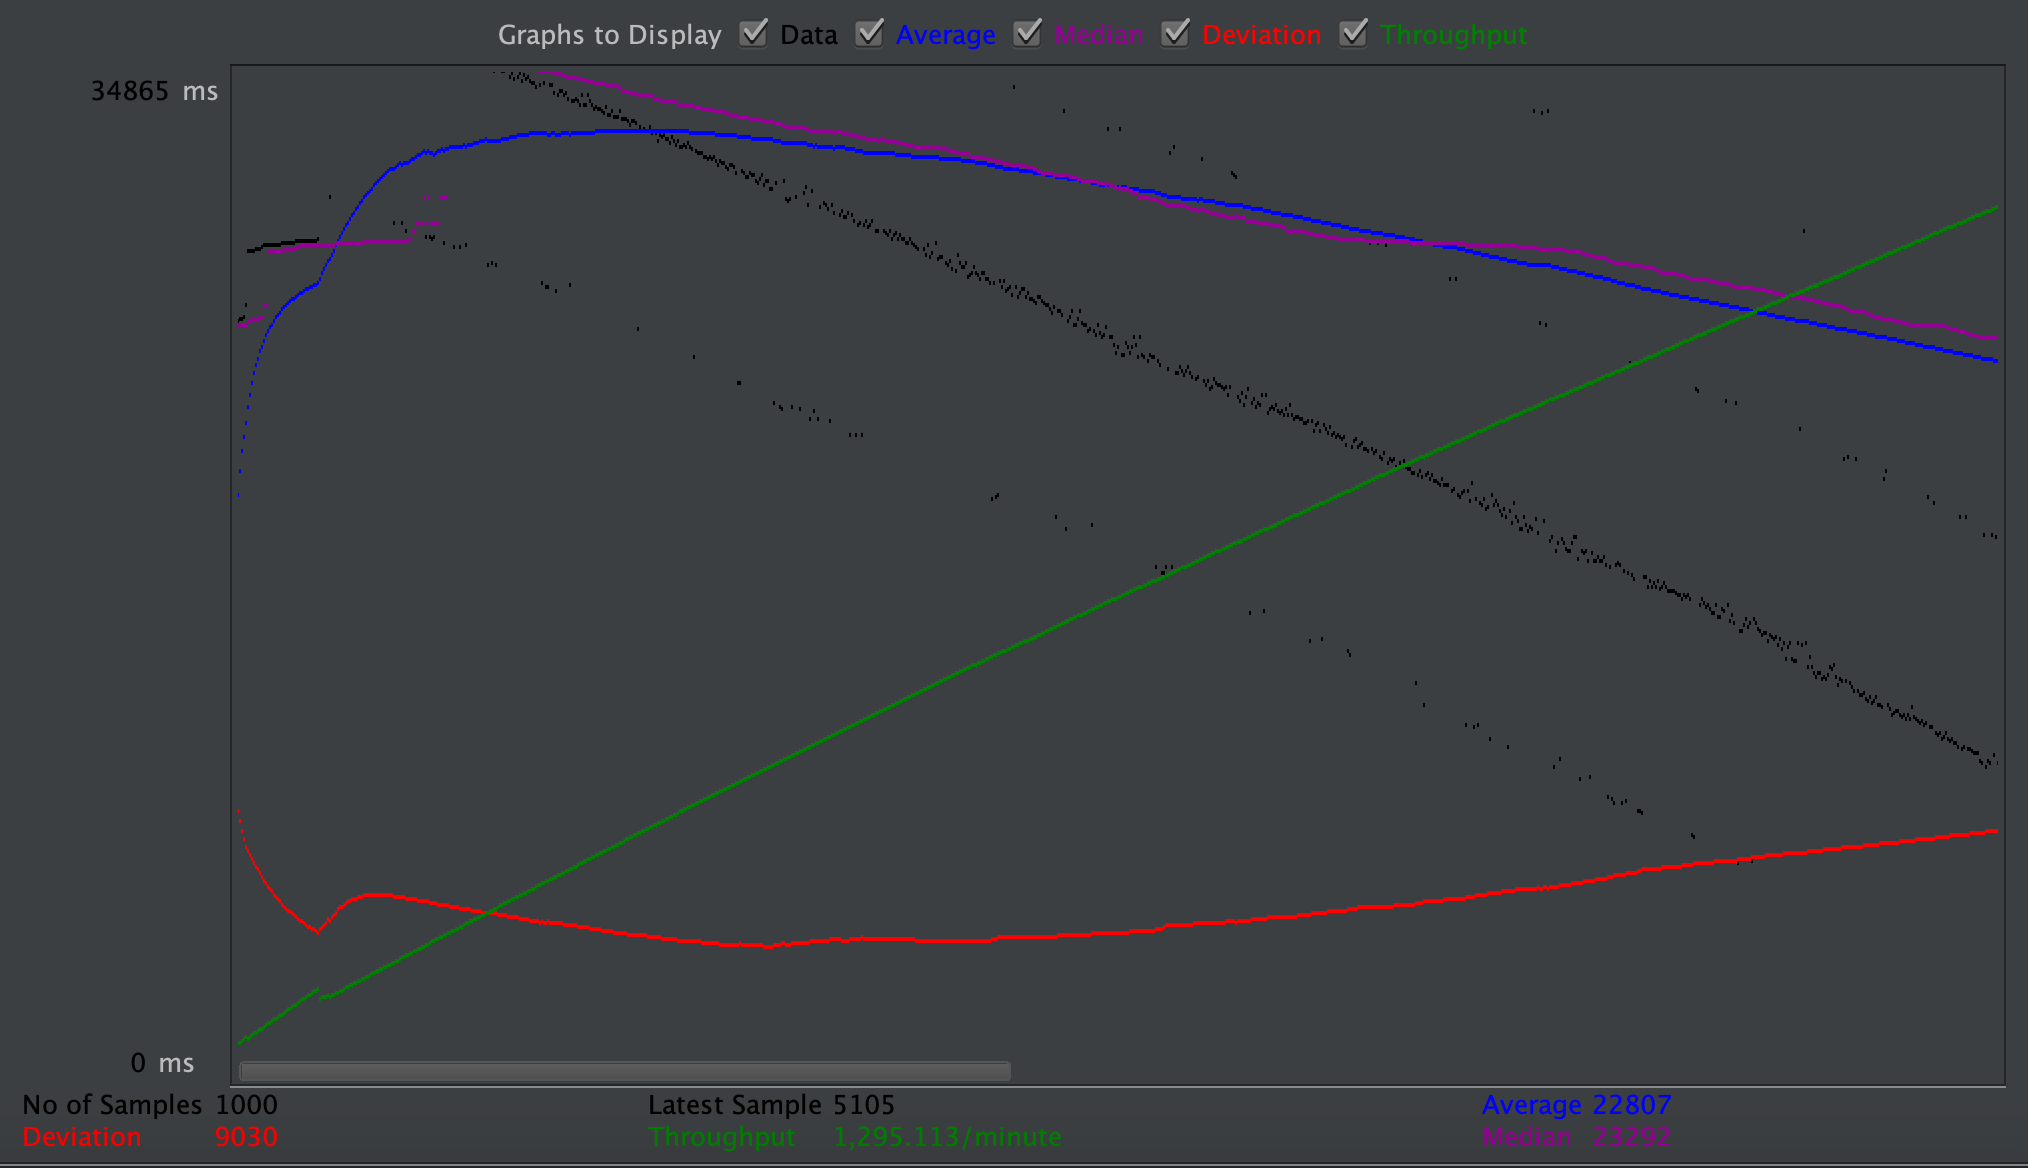 Graphs to Display Data Average Median Deviation Throughput
34865 ms
0 ms
No of Samples 1000 Latest Sample 5105 Average 22807
Deviation 9030 Throughput 1,295.113/minute Median 23292